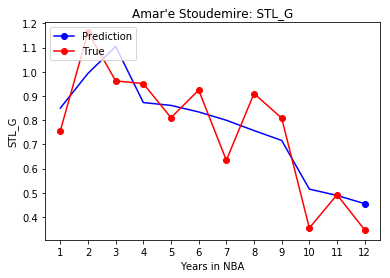 Amar'e Stoudemire: STL_G
Prediction
True
1.2
1.1
1.0
0.9
0.8
0.7
0.6
0.5
0.4
STL_G
1 2 3 4 5 6 7 8 9 10 11 12
Years in NBA